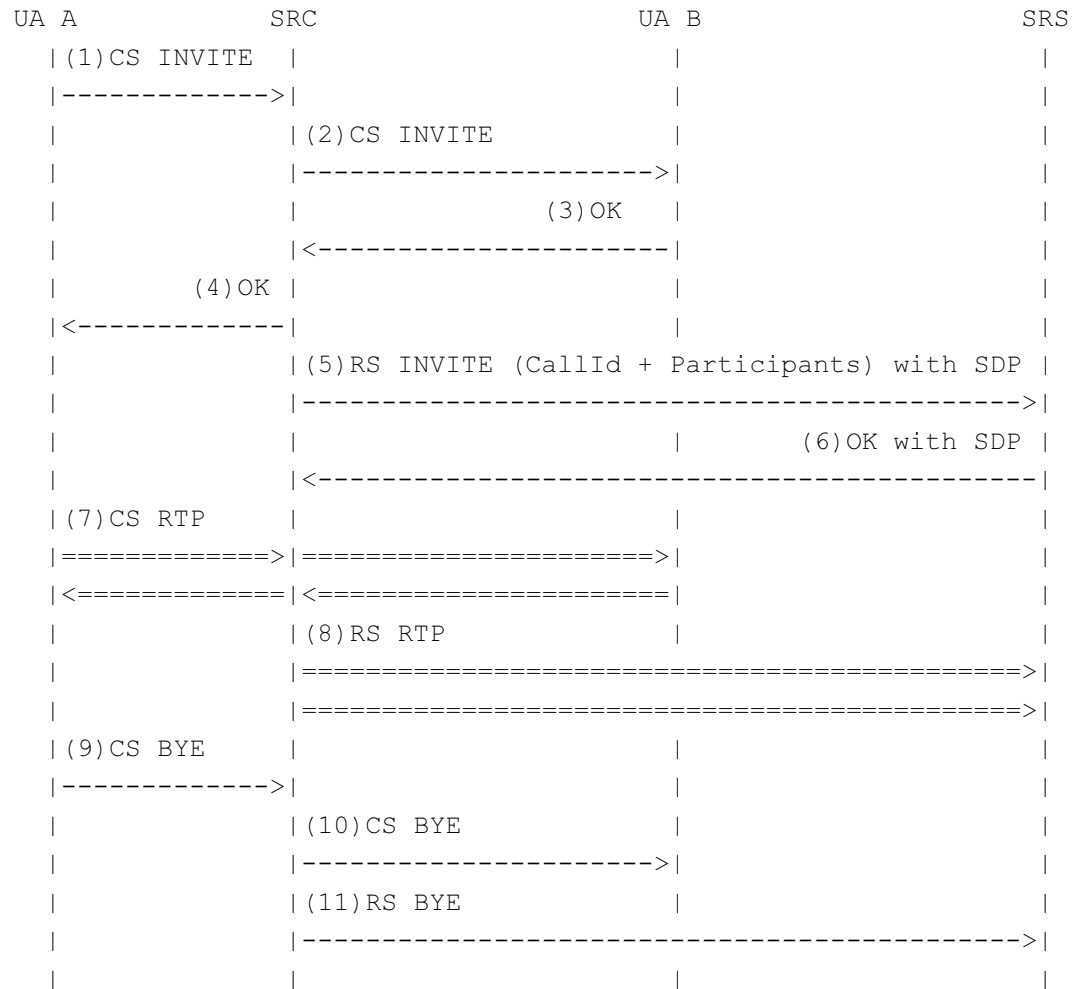 UA A SRC UA B SRS
(1)CS INVITE
(2)CS INVITE
(3)OK
(4)OK
(5)RS INVITE (CallId + Participants) with SDP
(6)OK with SDP
(7)CS RTP
(8)RS RTP
(9)CS BYE
(10)CS BYE
(11)RS BYE